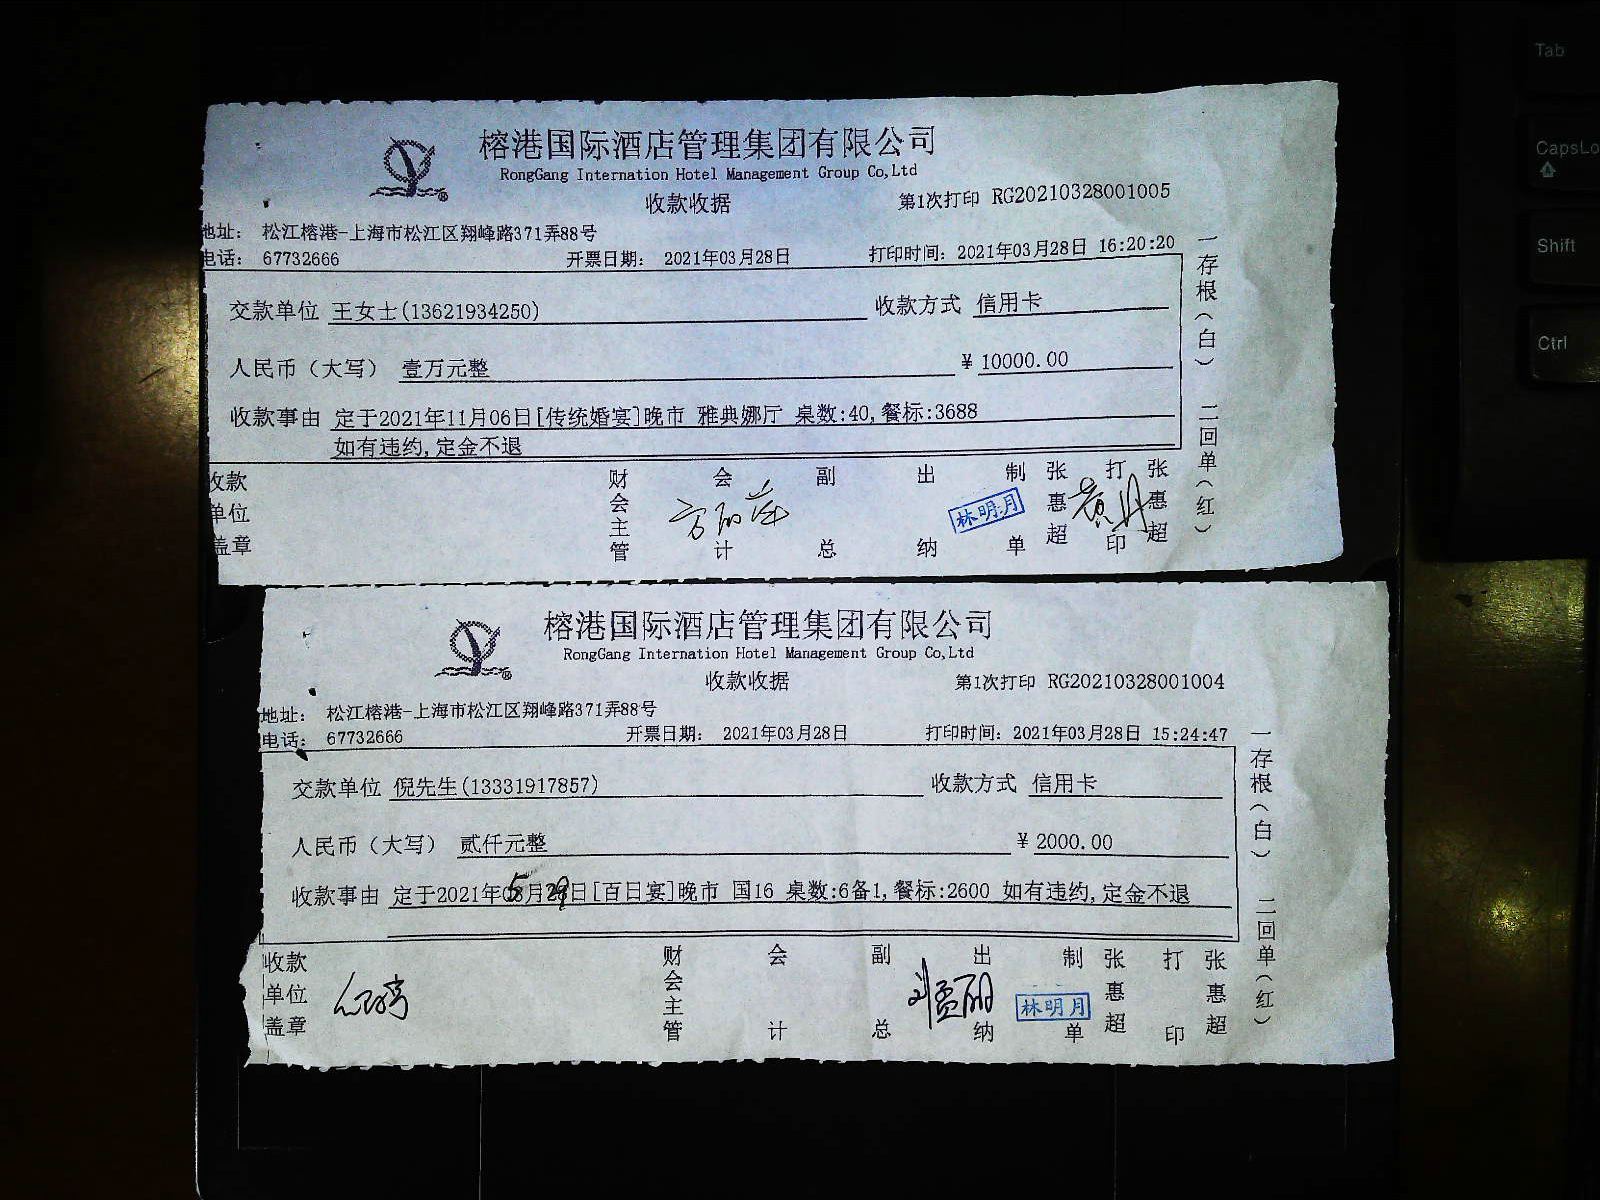 榕港国际酒店管理集团有限公司
RongGang Internation Hotel Management Group Co,Ltd
收款收据
第1次打印 RG20210328001005
地址: 松江榕港-上海市松江区翔峰路371弄88号
电话: 67732666 开票日期: 2021年03月28日 打印时间: 2021年03月28日 16:20:20
交款单位 王女士(13621934250) 收款方式 信用卡
人民币(大写) 壹万元整 ¥ 10000.00
收款事由 定于2021年11月06日[传统婚宴]晚市 雅典娜厅 桌数:40,餐标:3688
如有违约,定金不退
收款单位盖章 财会主管 会计 副总 出纳 林明月 制单 张惠超 打印 张惠超
一存根(白) 二回单(红)
榕港国际酒店管理集团有限公司
RongGang Internation Hotel Management Group Co,Ltd
收款收据
第1次打印 RG20210328001004
地址: 松江榕港-上海市松江区翔峰路371弄88号
电话: 67732666 开票日期: 2021年03月28日 打印时间: 2021年03月28日 15:24:47
交款单位 倪先生(13331917857) 收款方式 信用卡
人民币(大写) 贰仟元整 ¥ 2000.00
收款事由 定于2021年5月29日[百日宴]晚市 国16 桌数:6备1,餐标:2600 如有违约,定金不退
收款单位盖章 财会主管 会计 副总 出纳 林明月 制单 张惠超 打印 张惠超
一存根(白) 二回单(红)
Tab
CapsLo
Shift
Ctrl